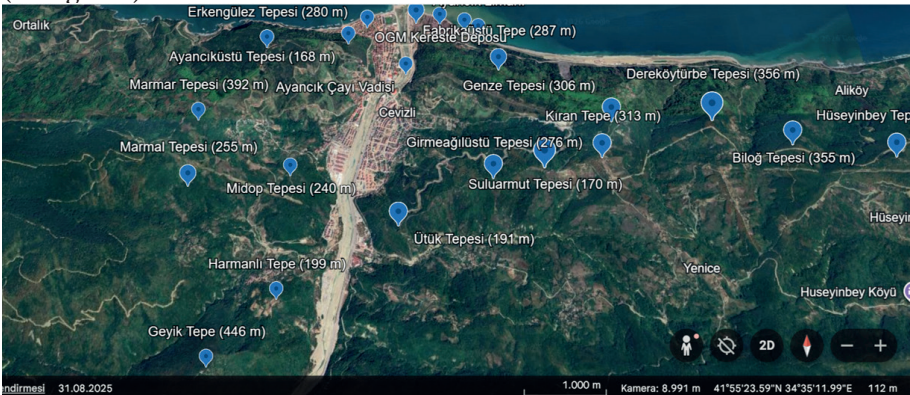 Erkengülez Tepesi (280 m)
Ortalık
OGM Kereste Deposu
Fabrikaüstü Tepe (287 m)
Ayancıküstü Tepesi (168 m)
Marmar Tepesi (392 m)
Ayancık Çayı Vadisi
Genze Tepesi (306 m)
Dereköytürbe Tepesi (356 m)
Aliköy
Cevizli
Kıran Tepe (313 m)
Hüseyinbey Tep
Marmal Tepesi (255 m)
Girmeağılüstü Tepesi (276 m)
Biloğ Tepesi (355 m)
Midop Tepesi (240 m)
Suluarmut Tepesi (170 m)
Hüseyin
Ütük Tepesi (191 m)
Harmanlı Tepe (199 m)
Yenice
Huseyinbey Köyü
Geyik Tepe (446 m)
2D
endirmesi 31.08.2025 1.000 m Kamera: 8.991 m 41°55'23.59"N 34°35'11.99"E 112 m